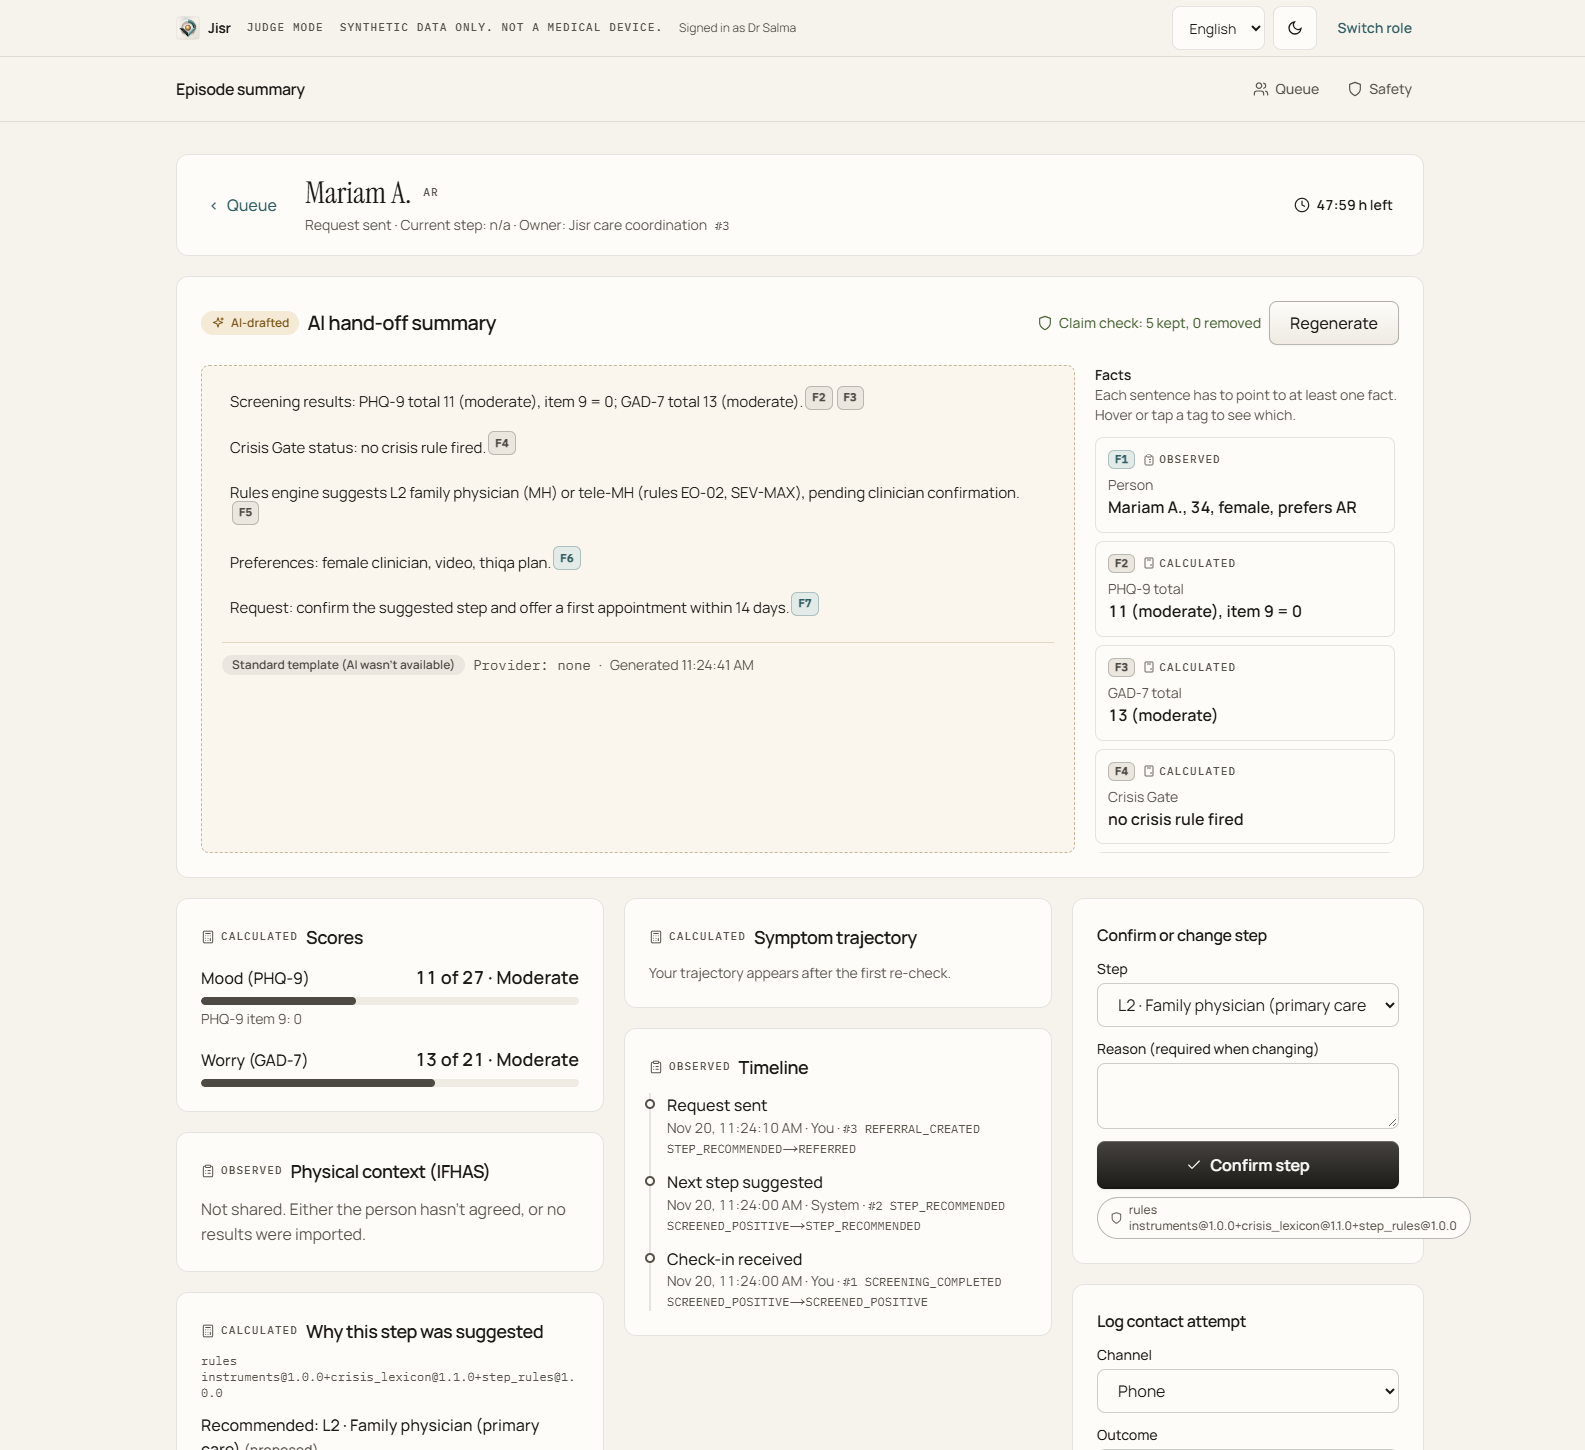 Jisr JUDGE MODE SYNTHETIC DATA ONLY. NOT A MEDICAL DEVICE. Signed in as Dr Salma English Switch role
Episode summary Queue Safety
Queue
Mariam A. AR
Request sent · Current step: n/a · Owner: Jisr care coordination #3
47:59 h left
AI-drafted AI hand-off summary
Claim check: 5 kept, 0 removed Regenerate
Screening results: PHQ-9 total 11 (moderate), item 9 = 0; GAD-7 total 13 (moderate). F2 F3
Crisis Gate status: no crisis rule fired. F4
Rules engine suggests L2 family physician (MH) or tele-MH (rules EO-02, SEV-MAX), pending clinician confirmation.
F5
Preferences: female clinician, video, thiqa plan. F6
Request: confirm the suggested step and offer a first appointment within 14 days. F7
Standard template (AI wasn't available) Provider: none · Generated 11:24:41 AM
Facts
Each sentence has to point to at least one fact.
Hover or tap a tag to see which.
F1 OBSERVED
Person
Mariam A., 34, female, prefers AR
F2 CALCULATED
PHQ-9 total
11 (moderate), item 9 = 0
F3 CALCULATED
GAD-7 total
13 (moderate)
F4 CALCULATED
Crisis Gate
no crisis rule fired
CALCULATED Scores
Mood (PHQ-9) 11 of 27 · Moderate
PHQ-9 item 9: 0
Worry (GAD-7) 13 of 21 · Moderate
OBSERVED Physical context (IFHAS)
Not shared. Either the person hasn't agreed, or no
results were imported.
CALCULATED Why this step was suggested
rules
instruments@1.0.0+crisis_lexicon@1.1.0+step_rules@1.
0.0
Recommended: L2 · Family physician (primary
care) (proposed)
CALCULATED Symptom trajectory
Your trajectory appears after the first re-check.
OBSERVED Timeline
Request sent
Nov 20, 11:24:10 AM · You · #3 REFERRAL_CREATED
STEP_RECOMMENDED→REFERRED
Next step suggested
Nov 20, 11:24:00 AM · System · #2 STEP_RECOMMENDED
SCREENED_POSITIVE→STEP_RECOMMENDED
Check-in received
Nov 20, 11:24:00 AM · You · #1 SCREENING_COMPLETED
SCREENED_POSITIVE→SCREENED_POSITIVE
Confirm or change step
Step
L2 · Family physician (primary care
Reason (required when changing)
Confirm step
rules
instruments@1.0.0+crisis_lexicon@1.1.0+step_rules@1.0.0
Log contact attempt
Channel
Phone
Outcome